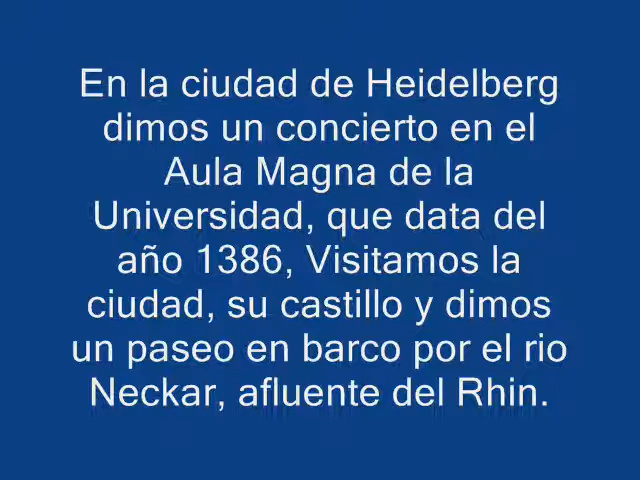 En la ciudad de Heidelberg
dimos un concierto en el
Aula Magna de la
Universidad, que data del
año 1386, Visitamos la
ciudad, su castillo y dimos
un paseo en barco por el rio
Neckar, afluente del Rhin.